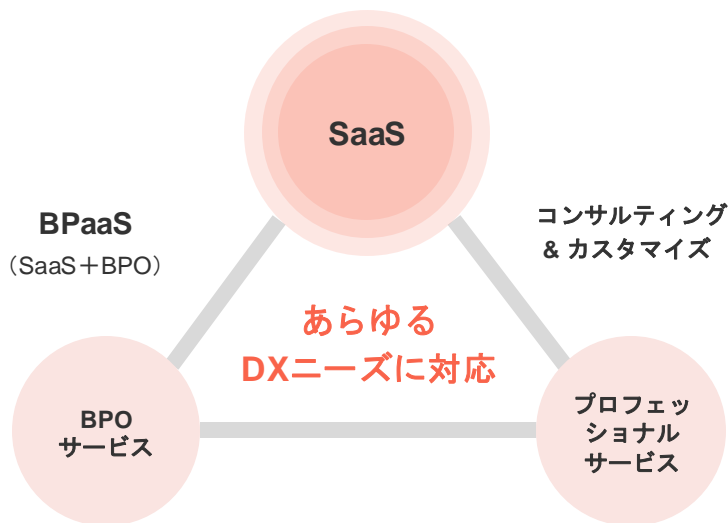 SaaS
BPaaS
（SaaS＋BPO）
コンサルティング
& カスタマイズ
あらゆる
DXニーズに対応
BPO
サービス
プロフェッ
ショナル
サービス